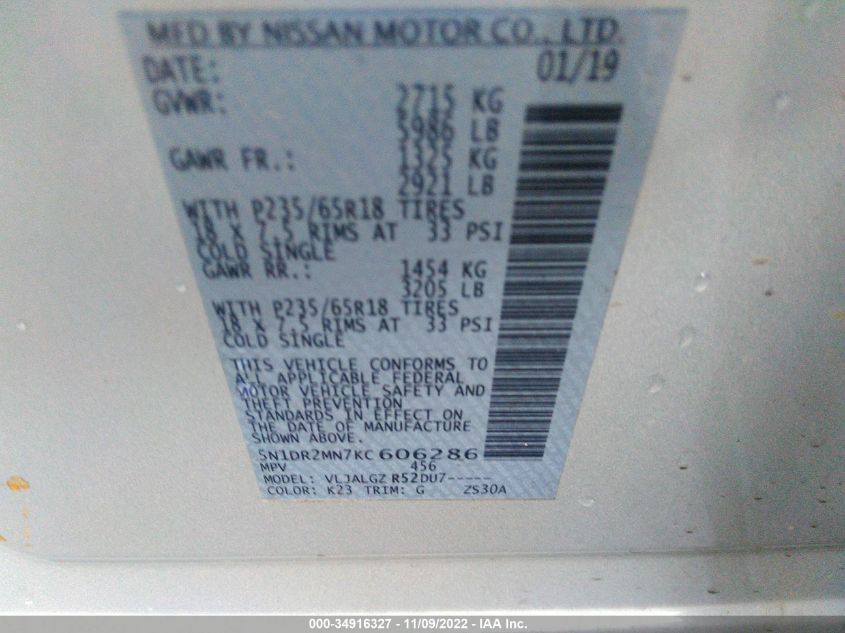 MFD BY NISSAN MOTOR CO., LTD.
DATE: 01/19
GVWR: 2715 KG
5986 LB
GAWR FR.: 1325 KG
2921 LB
WITH P235/65R18 TIRES
18 X 7.5 RIMS AT 33 PSI
COLD SINGLE
GAWR RR.: 1454 KG
3205 LB
WITH P235/65R18 TIRES
18 X 7.5 RIMS AT 33 PSI
COLD SINGLE
THIS VEHICLE CONFORMS TO
ALL APPLICABLE FEDERAL
MOTOR VEHICLE SAFETY AND
THEFT PREVENTION
STANDARDS IN EFFECT ON
THE DATE OF MANUFACTURE
SHOWN ABOVE.
5N1DR2MN7KC606286
MPV 456
MODEL: VLJALGZ R52DU7-----
COLOR: K23 TRIM: G ZS30A
000-34916327 - 11/09/2022 - IAA Inc.